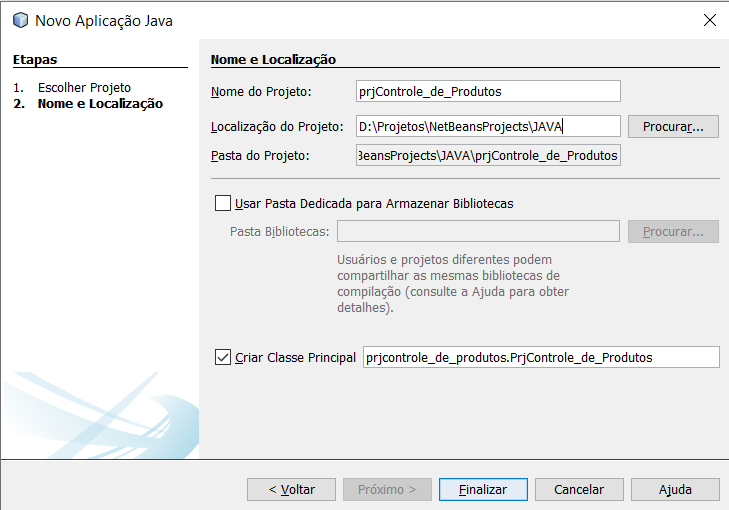 Novo Aplicação Java
Etapas
1. Escolher Projeto
2. Nome e Localização
Nome e Localização
Nome do Projeto: prjControle_de_Produtos
Localização do Projeto: D:\Projetos\NetBeansProjects\JAVA Procurar...
Pasta do Projeto: BeansProjects\JAVA\prjControle_de_Produtos
Usar Pasta Dedicada para Armazenar Bibliotecas
Pasta Bibliotecas: Procurar...
Usuários e projetos diferentes podem
compartilhar as mesmas bibliotecas de
compilação (consulte a Ajuda para obter
detalhes).
Criar Classe Principal prjcontrole_de_produtos.PrjControle_de_Produtos
< Voltar Próximo > Finalizar Cancelar Ajuda